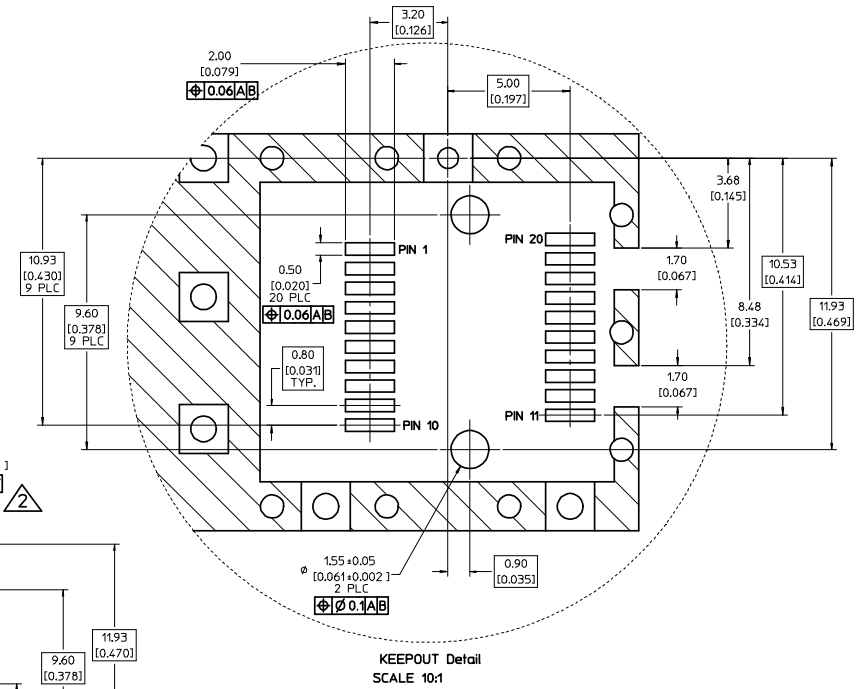 3.20
[0.126]
2.00
[0.079]
⌖ 0.06 A B
5.00
[0.197]
3.68
[0.145]
PIN 1
PIN 20
10.93
[0.430]
9 PLC
0.50
[0.020]
20 PLC
⌖ 0.06 A B
1.70
[0.067]
10.53
[0.414]
9.60
[0.378]
9 PLC
8.48
[0.334]
11.93
[0.469]
0.80
[0.031]
TYP.
1.70
[0.067]
PIN 10
PIN 11
]
2
⌀ 1.55±0.05
[0.061±0.002 ]
2 PLC
⌖ ⌀ 0.1 A B
0.90
[0.035]
11.93
[0.470]
9.60
[0.378]
KEEPOUT Detail
SCALE 10:1